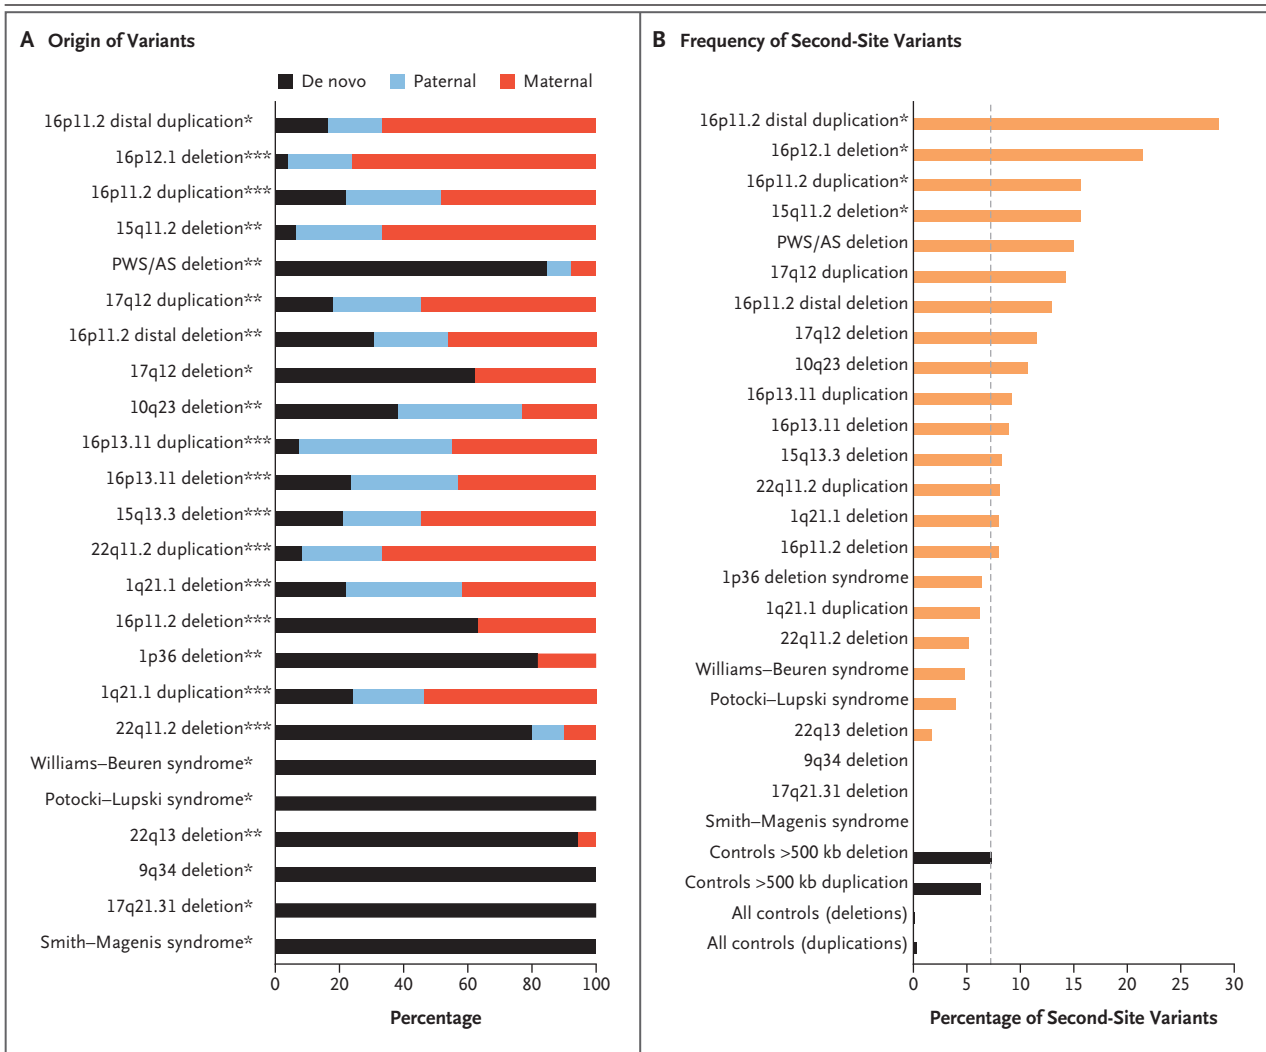 A Origin of Variants
De novo Paternal Maternal
16p11.2 distal duplication*
16p12.1 deletion***
16p11.2 duplication***
15q11.2 deletion**
PWS/AS deletion**
17q12 duplication**
16p11.2 distal deletion**
17q12 deletion*
10q23 deletion**
16p13.11 duplication***
16p13.11 deletion***
15q13.3 deletion***
22q11.2 duplication***
1q21.1 deletion***
16p11.2 deletion***
1p36 deletion**
1q21.1 duplication***
22q11.2 deletion***
Williams–Beuren syndrome*
Potocki–Lupski syndrome*
22q13 deletion**
9q34 deletion*
17q21.31 deletion*
Smith–Magenis syndrome*
0 20 40 60 80 100
Percentage
B Frequency of Second-Site Variants
16p11.2 distal duplication*
16p12.1 deletion*
16p11.2 duplication*
15q11.2 deletion*
PWS/AS deletion
17q12 duplication
16p11.2 distal deletion
17q12 deletion
10q23 deletion
16p13.11 duplication
16p13.11 deletion
15q13.3 deletion
22q11.2 duplication
1q21.1 deletion
16p11.2 deletion
1p36 deletion syndrome
1q21.1 duplication
22q11.2 deletion
Williams–Beuren syndrome
Potocki–Lupski syndrome
22q13 deletion
9q34 deletion
17q21.31 deletion
Smith–Magenis syndrome
Controls >500 kb deletion
Controls >500 kb duplication
All controls (deletions)
All controls (duplications)
0 5 10 15 20 25 30
Percentage of Second-Site Variants